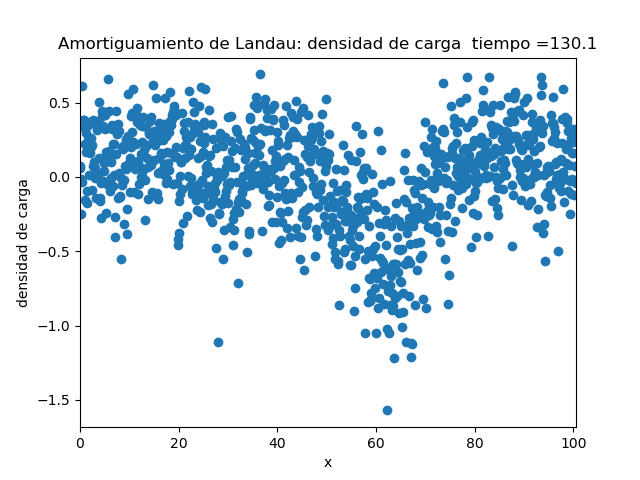 Amortiguamiento de Landau: densidad de carga  tiempo =130.1
0.5
0.0
−0.5
−1.0
−1.5
densidad de carga
0 20 40 60 80 100
x